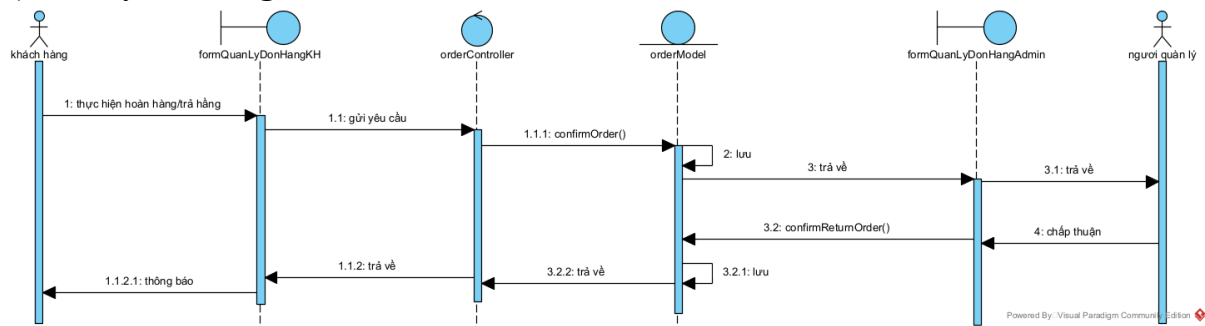 khách hàng
formQuanLyDonHangKH
orderController
orderModel
formQuanLyDonHangAdmin
ngươi quản lý
1: thực hiện hoàn hàng/trả hằng
1.1: gửi yêu cầu
1.1.1: confirmOrder()
2: lưu
3: trả về
3.1: trả về
3.2: confirmReturnOrder()
4: chấp thuận
3.2.1: lưu
3.2.2: trả về
1.1.2: trả về
1.1.2.1: thông báo
Powered By Visual Paradigm Community Edition